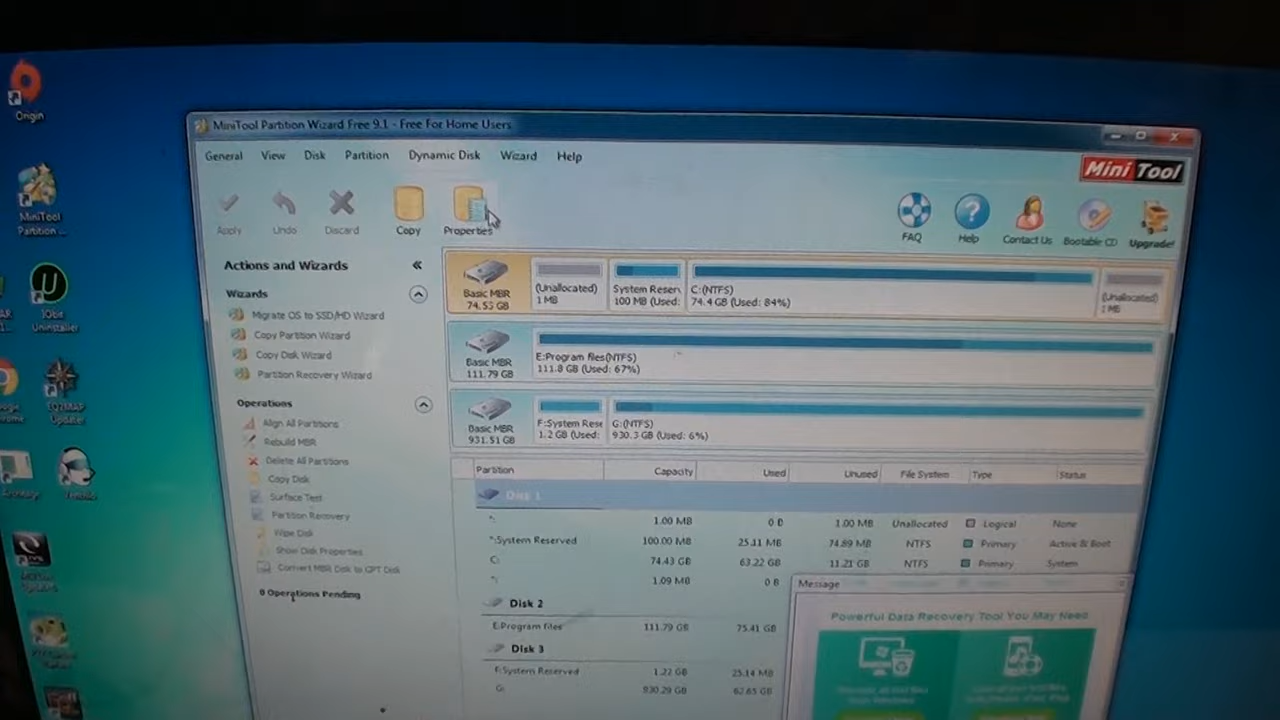 Origin
MiniTool
Partition ...
IObit
Uninstaller
MiniTool Partition Wizard Free 9.1 - Free For Home Users
General View Disk Partition Dynamic Disk Wizard Help
Mini Tool
Apply Undo Discard Copy Properties FAQ Help Contact Us Bootable CD Upgrade!
Actions and Wizards
Wizards
Migrate OS to SSD/HD Wizard
Copy Partition Wizard
Copy Disk Wizard
Partition Recovery Wizard
Operations
Align All Partitions
Rebuild MBR
Delete All Partitions
Copy Disk
Surface Test
Partition Recovery
Wipe Disk
Show Disk Properties
Convert MBR Disk to GPT Disk
0 Operations Pending
Basic MBR
74.53 GB
(Unallocated)
1 MB
System Reserv
100 MB (Used:
C:(NTFS)
74.4 GB (Used: 84%)
(Unallocated)
1 MB
Basic MBR
111.79 GB
E:Program files(NTFS)
111.8 GB (Used: 67%)
Basic MBR
931.51 GB
F:System Rese
1.2 GB (Used:
G:(NTFS)
930.3 GB (Used: 6%)
Partition Capacity Used Unused File System Type Status
Disk 1
*: 1.00 MB 0 B 1.00 MB Unallocated Logical None
*:System Reserved 100.00 MB 25.11 MB 74.89 MB NTFS Primary Active & Boot
C: 74.43 GB 63.22 GB 11.21 GB NTFS Primary System
*: 1.09 MB 0 B
Disk 2
E:Program files 111.79 GB 75.41 GB
Disk 3
F:System Reserved 1.22 GB 25.14 MB
G: 930.29 GB 62.65 GB
Message
Powerful Data Recovery Tool You May Need